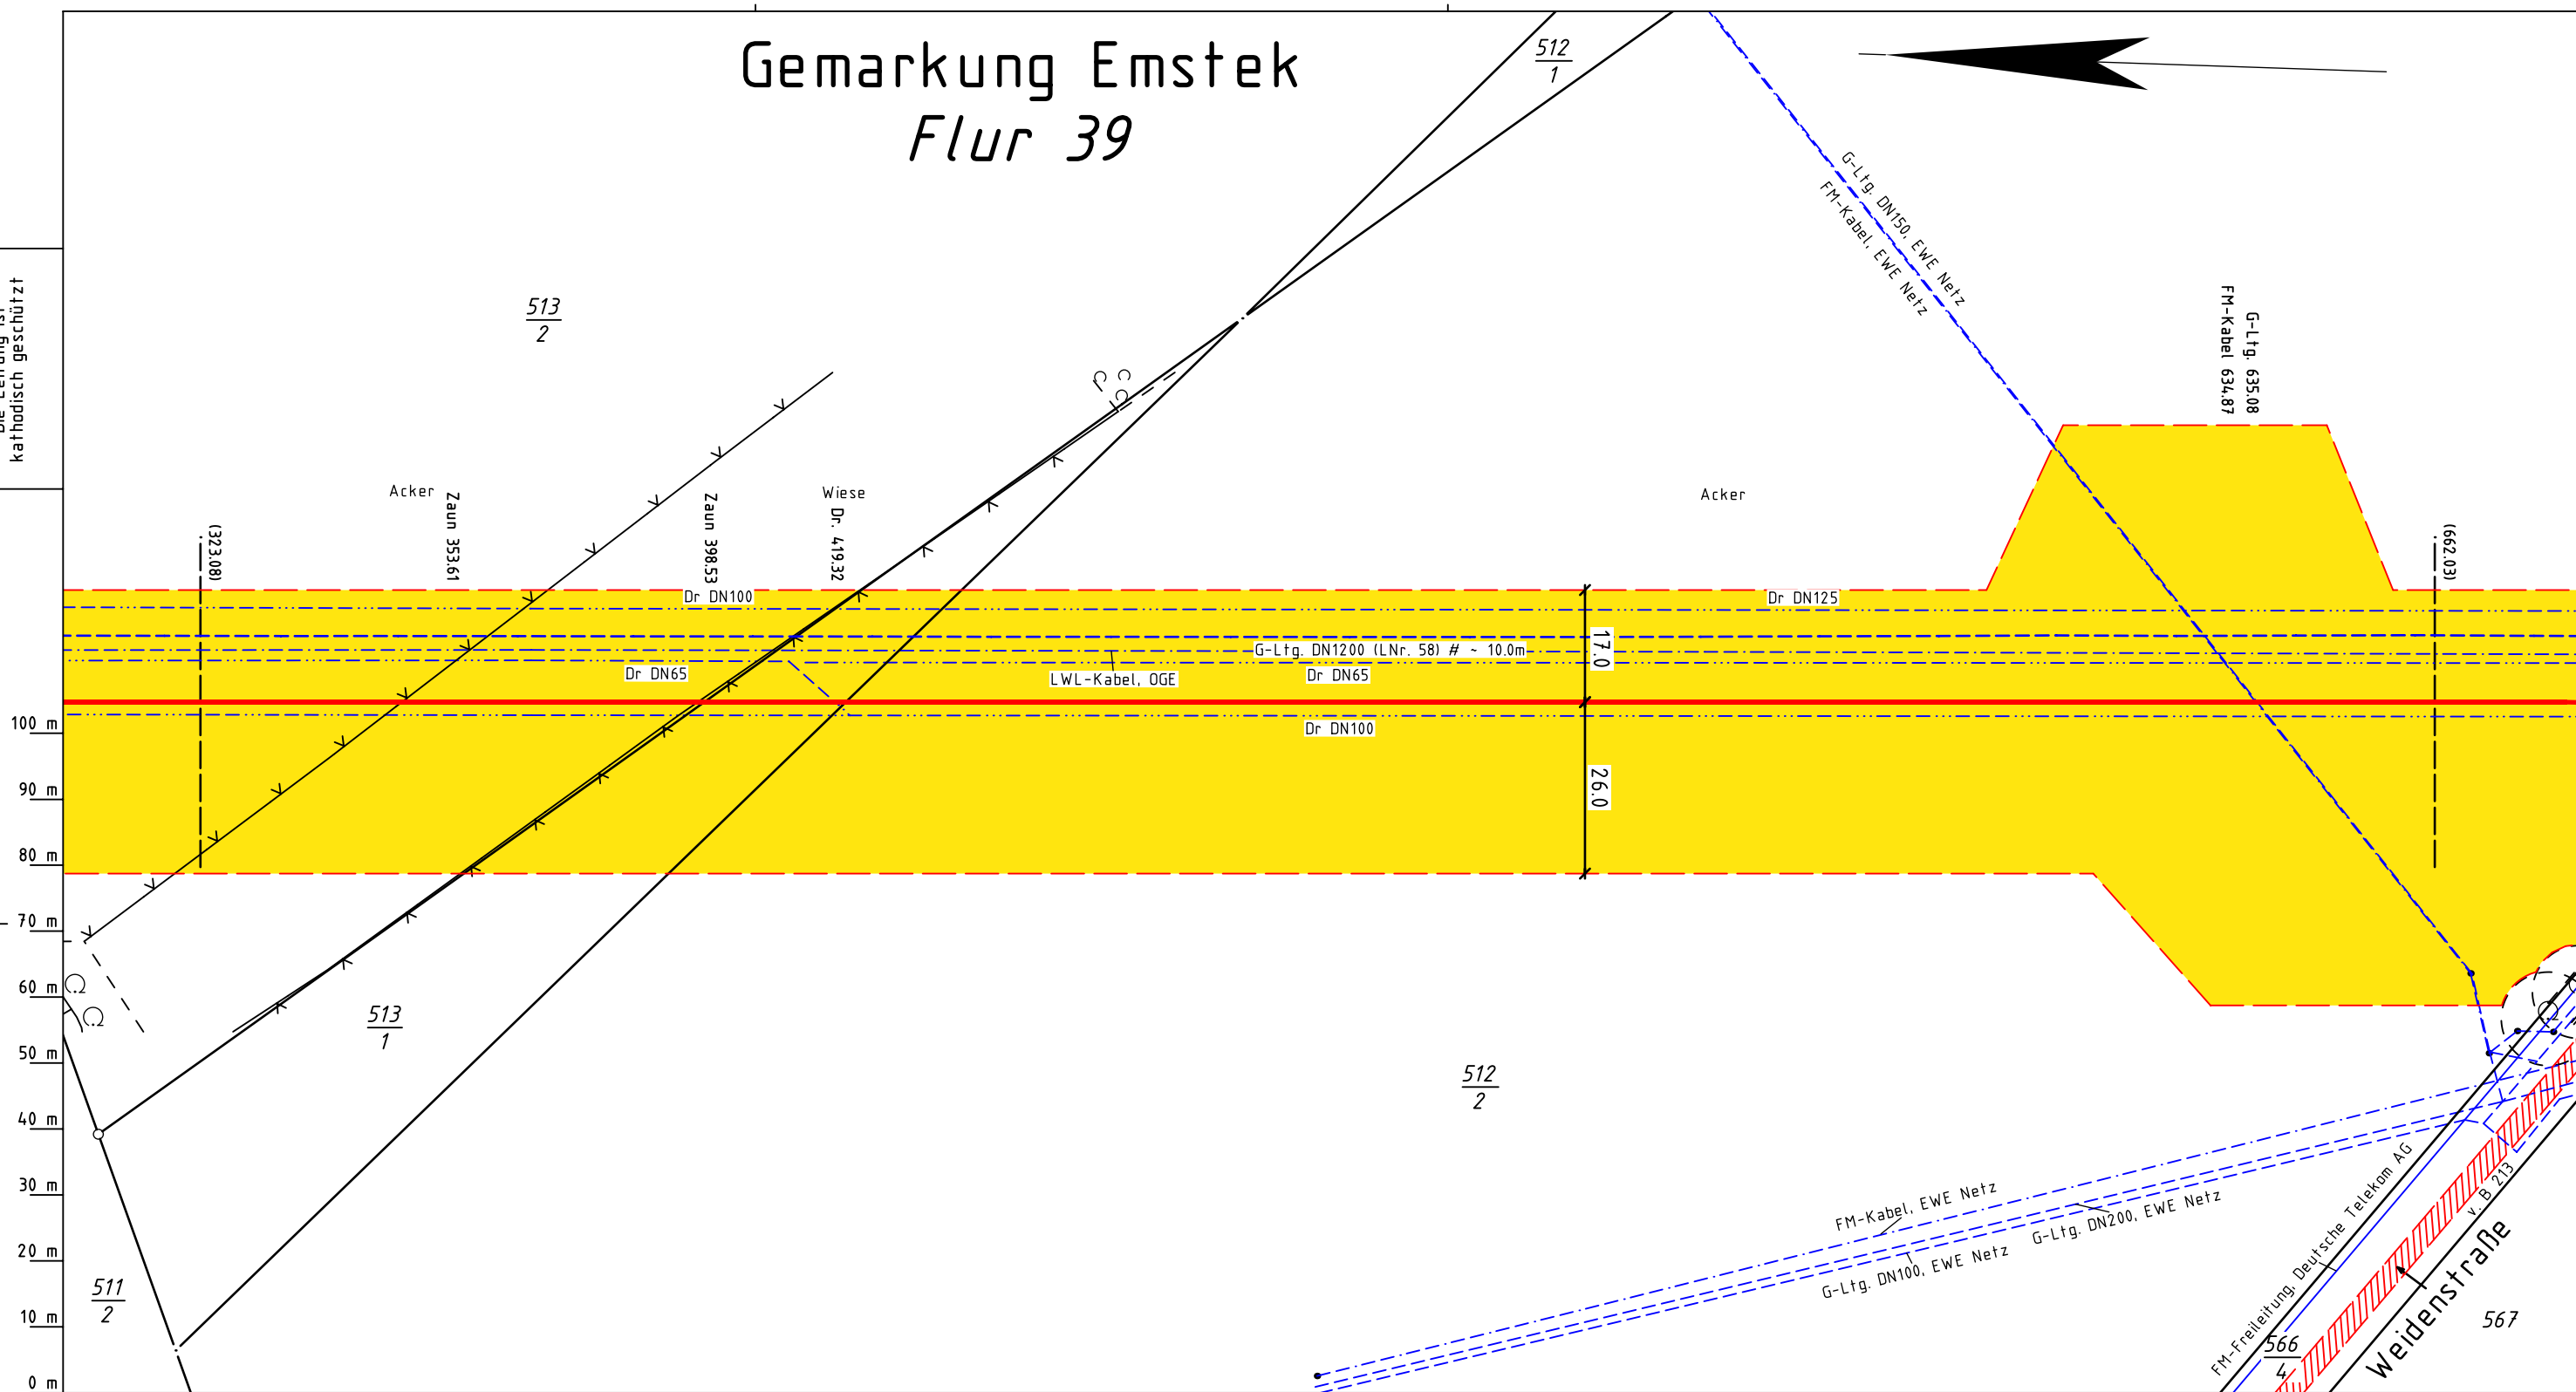 Gemarkung Emstek
Flur 39
512
1
kathodisch geschützt
513
2
G-Ltg. DN150, EWE Netz
FM-Kabel, EWE Netz
G-Ltg. 635.08
FM-Kabel 634.87
Acker
Zaun 353.61
Zaun 398.53
Wiese
Dr. 419.32
Acker
(323.08)
(662.03)
Dr DN100
Dr DN125
17.0
G-Ltg. DN1200 (LNr. 58) # ~ 10.0m
Dr DN65
LWL-Kabel, OGE
Dr DN65
Dr DN100
26.0
100 m
90 m
80 m
70 m
60 m
50 m
40 m
30 m
20 m
10 m
0 m
513
1
512
2
511
2
FM-Kabel, EWE Netz
G-Ltg. DN200, EWE Netz
G-Ltg. DN100, EWE Netz
FM-Freileitung, Deutsche Telekom AG
v. B 213
Weidenstraße
566
4
567